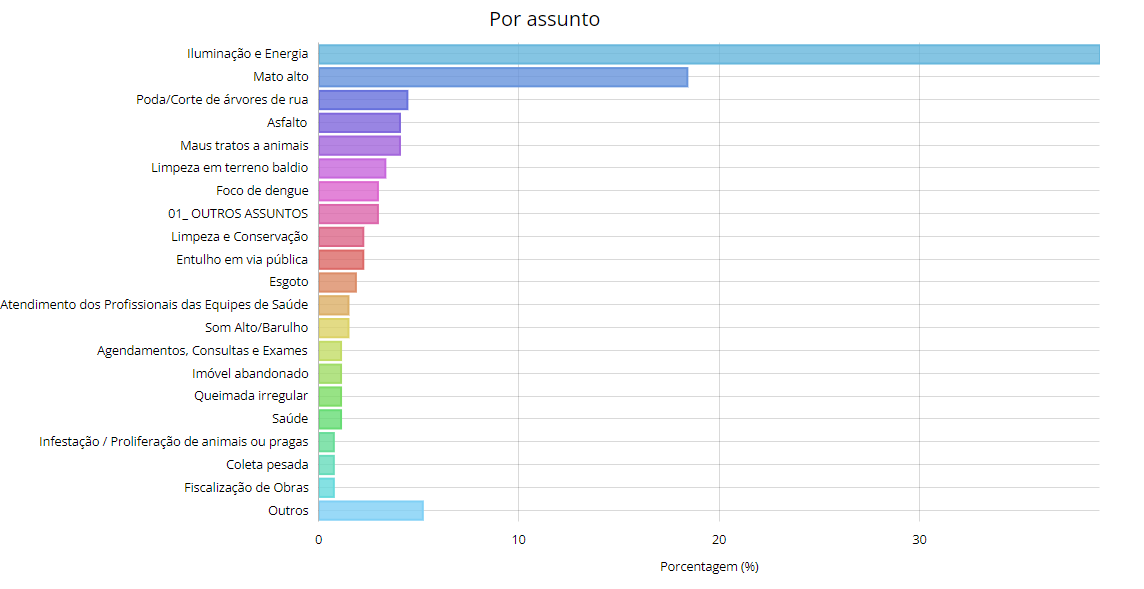 Por assunto
Iluminação e Energia
Mato alto
Poda/Corte de árvores de rua
Asfalto
Maus tratos a animais
Limpeza em terreno baldio
Foco de dengue
01_ OUTROS ASSUNTOS
Limpeza e Conservação
Entulho em via pública
Esgoto
Atendimento dos Profissionais das Equipes de Saúde
Som Alto/Barulho
Agendamentos, Consultas e Exames
Imóvel abandonado
Queimada irregular
Saúde
Infestação / Proliferação de animais ou pragas
Coleta pesada
Fiscalização de Obras
Outros
0 10 20 30
Porcentagem (%)